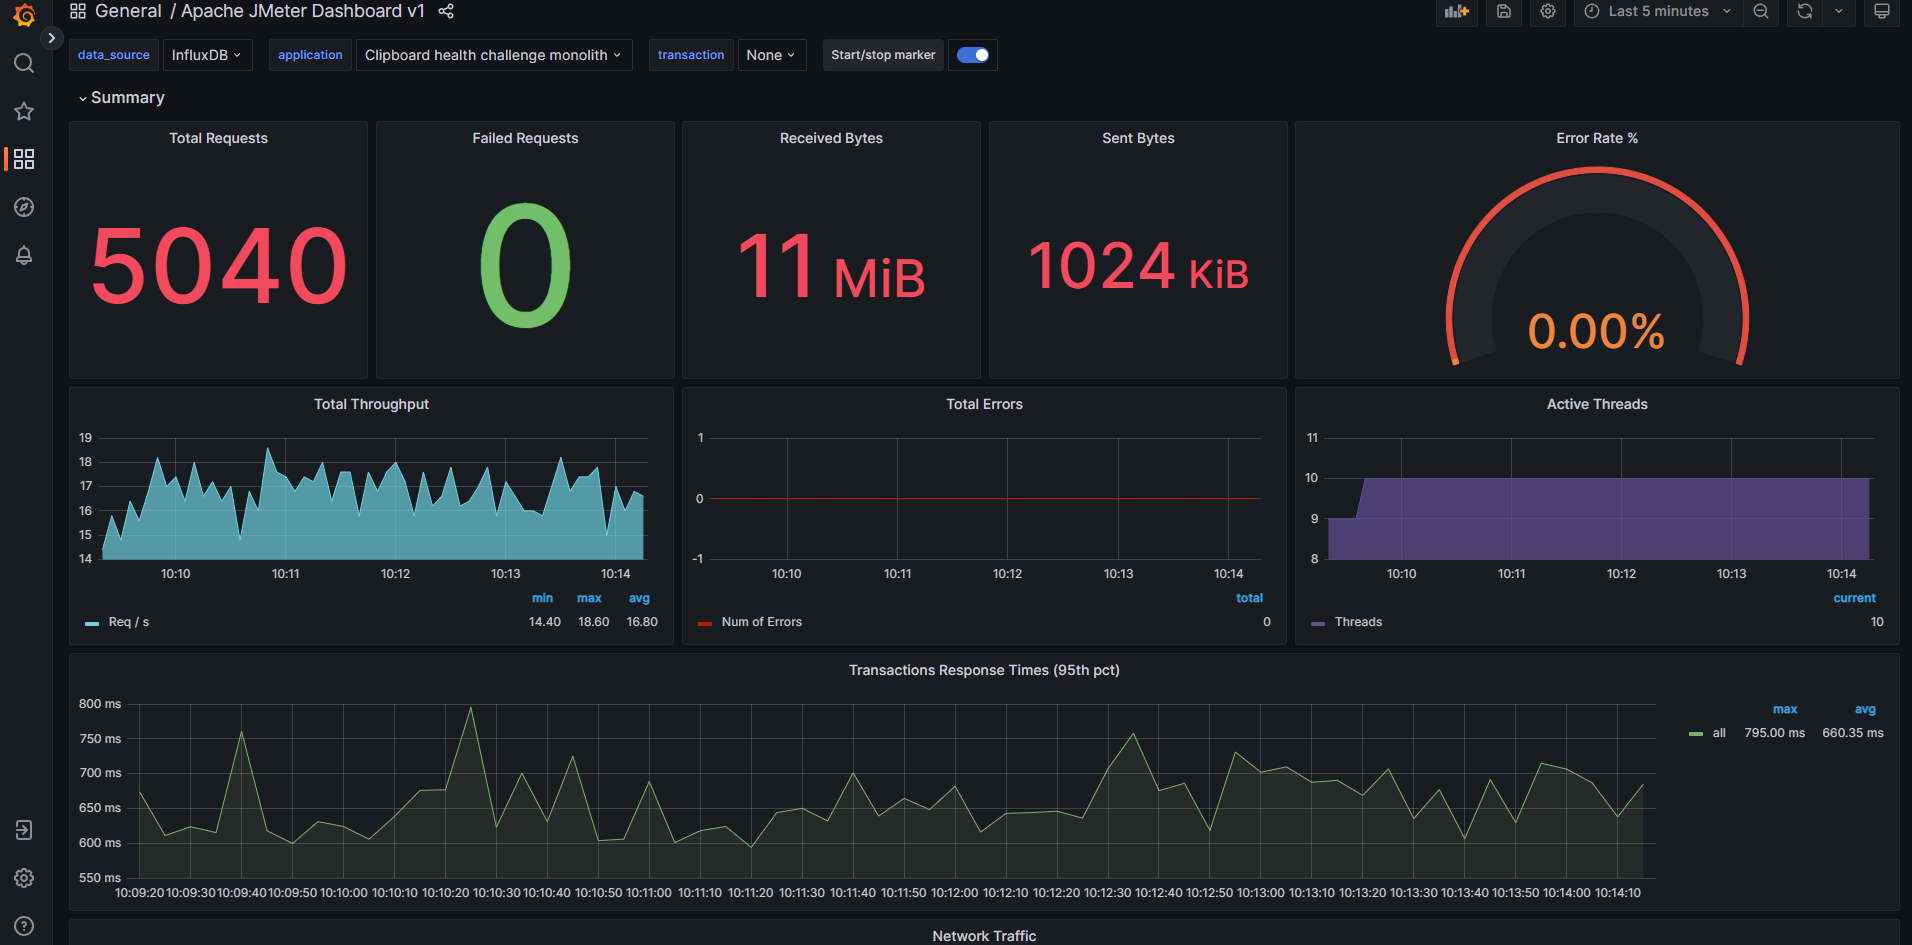 General / Apache JMeter Dashboard v1
Last 5 minutes
data_source InfluxDB application Clipboard health challenge monolith transaction None Start/stop marker
Summary
Total Requests
5040
Failed Requests
0
Received Bytes
11 MiB
Sent Bytes
1024 KiB
Error Rate %
0.00%
Total Throughput
19
18
17
16
15
14
10:10 10:11 10:12 10:13 10:14
min max avg
Req / s 14.40 18.60 16.80
Total Errors
1
0
-1
10:10 10:11 10:12 10:13 10:14
total
Num of Errors 0
Active Threads
11
10
9
8
10:10 10:11 10:12 10:13 10:14
current
Threads 10
Transactions Response Times (95th pct)
800 ms
750 ms
700 ms
650 ms
600 ms
550 ms
10:09:20 10:09:30 10:09:40 10:09:50 10:10:00 10:10:10 10:10:20 10:10:30 10:10:40 10:10:50 10:11:00 10:11:10 10:11:20 10:11:30 10:11:40 10:11:50 10:12:00 10:12:10 10:12:20 10:12:30 10:12:40 10:12:50 10:13:00 10:13:10 10:13:20 10:13:30 10:13:40 10:13:50 10:14:00 10:14:10
max avg
all 795.00 ms 660.35 ms
Network Traffic